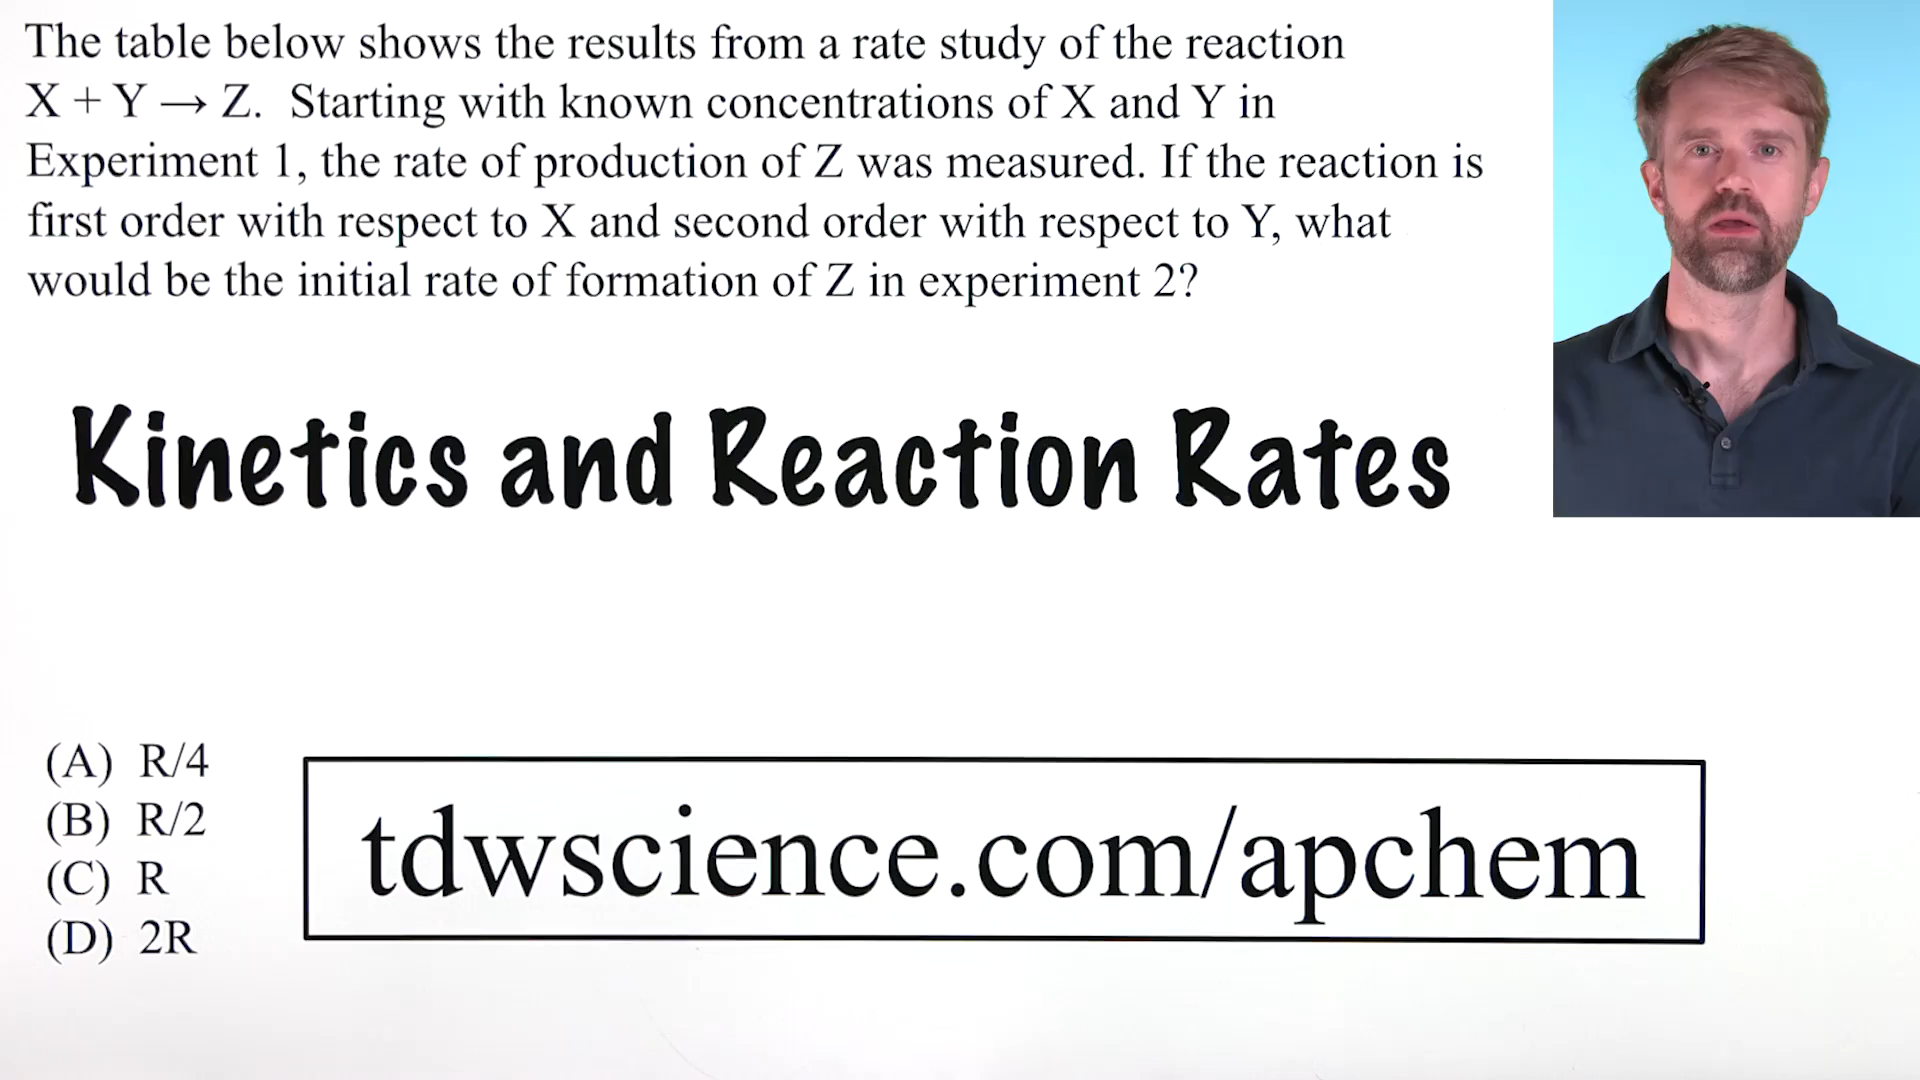 The table below shows the results from a rate study of the reaction
X + Y → Z. Starting with known concentrations of X and Y in
Experiment 1, the rate of production of Z was measured. If the reaction is
first order with respect to X and second order with respect to Y, what
would be the initial rate of formation of Z in experiment 2?
Kinetics and Reaction Rates
(A) R/4
(B) R/2
(C) R
(D) 2R
tdwscience.com/apchem